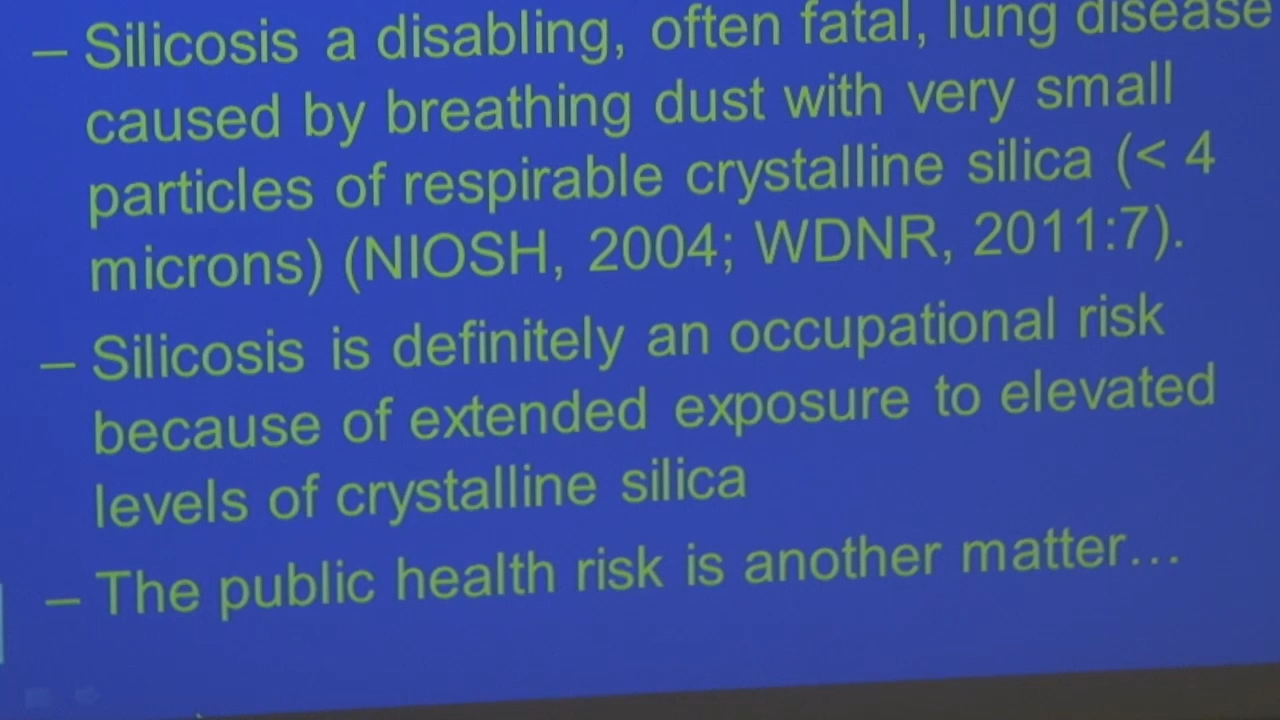 – Silicosis a disabling, often fatal, lung disease
caused by breathing dust with very small
particles of respirable crystalline silica (< 4
microns) (NIOSH, 2004; WDNR, 2011:7).
– Silicosis is definitely an occupational risk
because of extended exposure to elevated
levels of crystalline silica
– The public health risk is another matter…